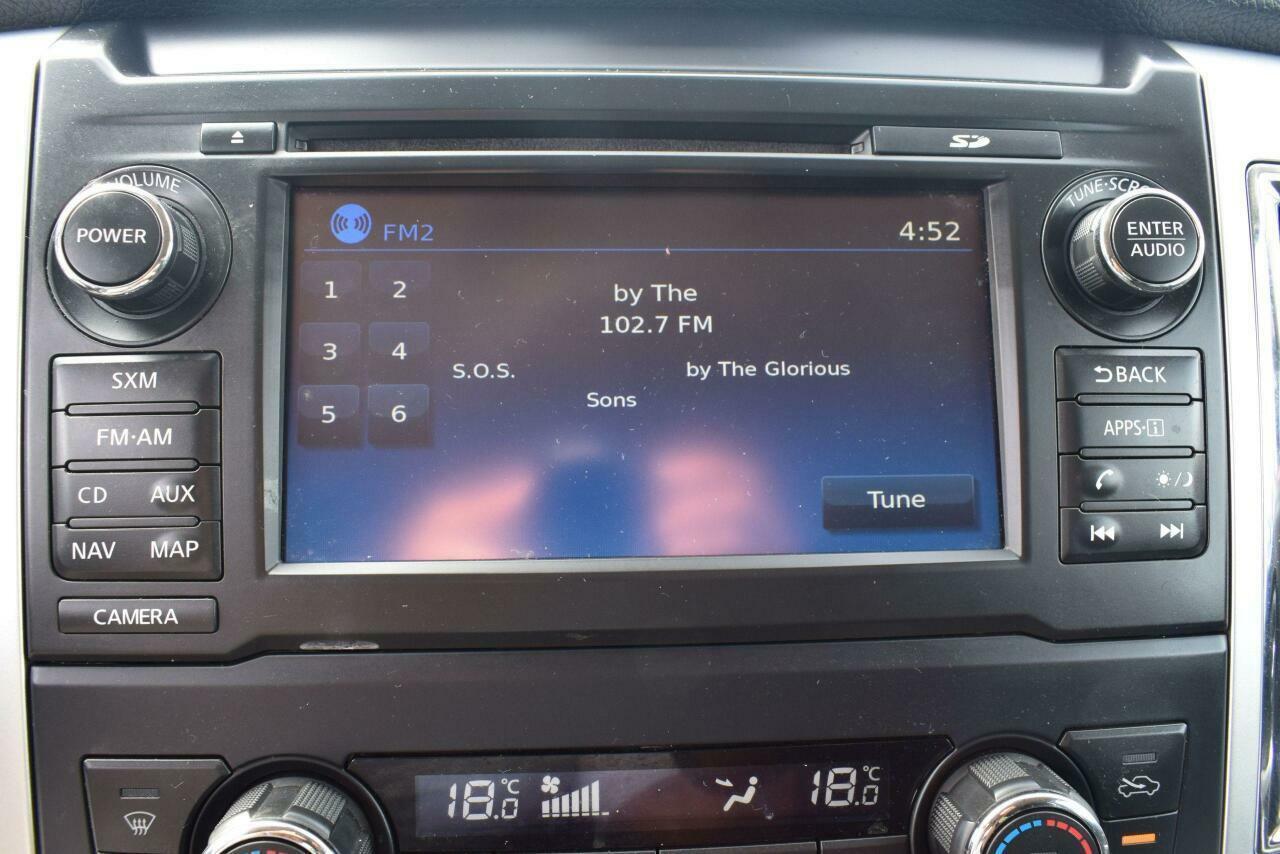 SD
VOLUME
POWER
TUNE·SCR
ENTER
AUDIO
FM2 4:52
1 2
by The
102.7 FM
3 4
S.O.S. by The Glorious
Sons
5 6
Tune
SXM
FM·AM
CD AUX
NAV MAP
CAMERA
BACK
APPS·i
18.0 °C 18.0 °C